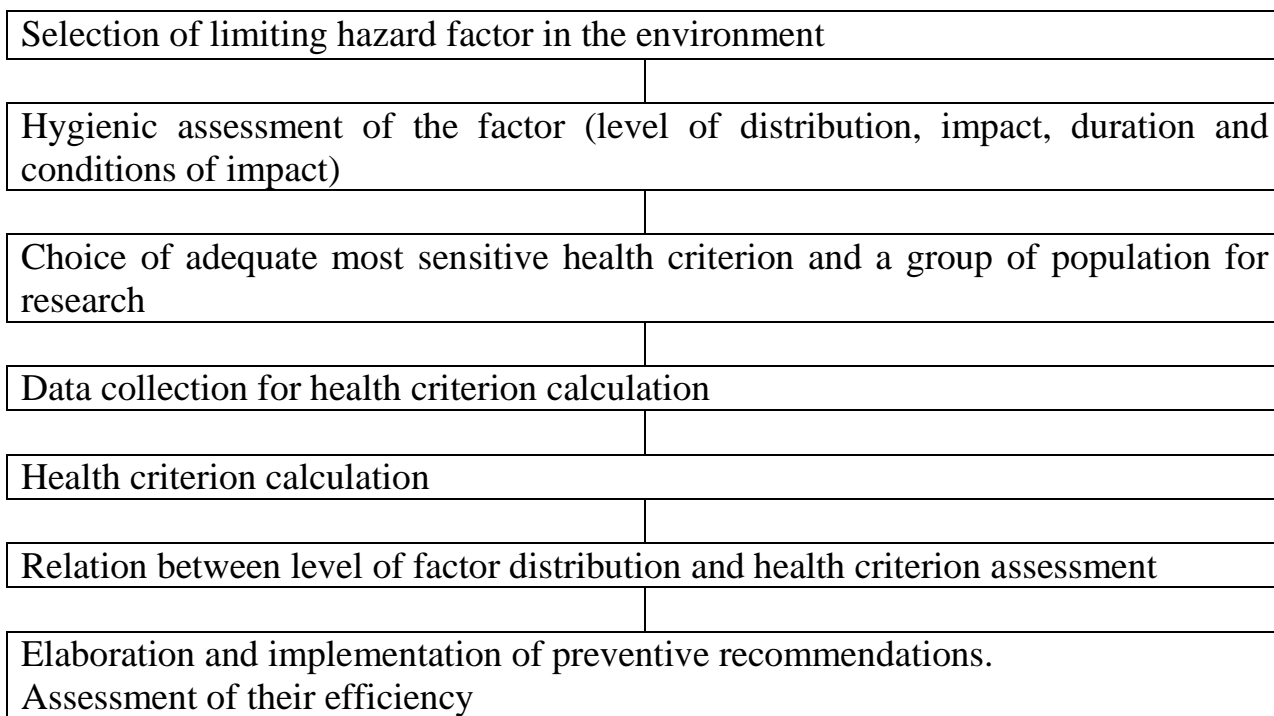 Selection of limiting hazard factor in the environment
Hygienic assessment of the factor (level of distribution, impact, duration and
conditions of impact)
Choice of adequate most sensitive health criterion and a group of population for
research
Data collection for health criterion calculation
Health criterion calculation
Relation between level of factor distribution and health criterion assessment
Elaboration and implementation of preventive recommendations.
Assessment of their efficiency